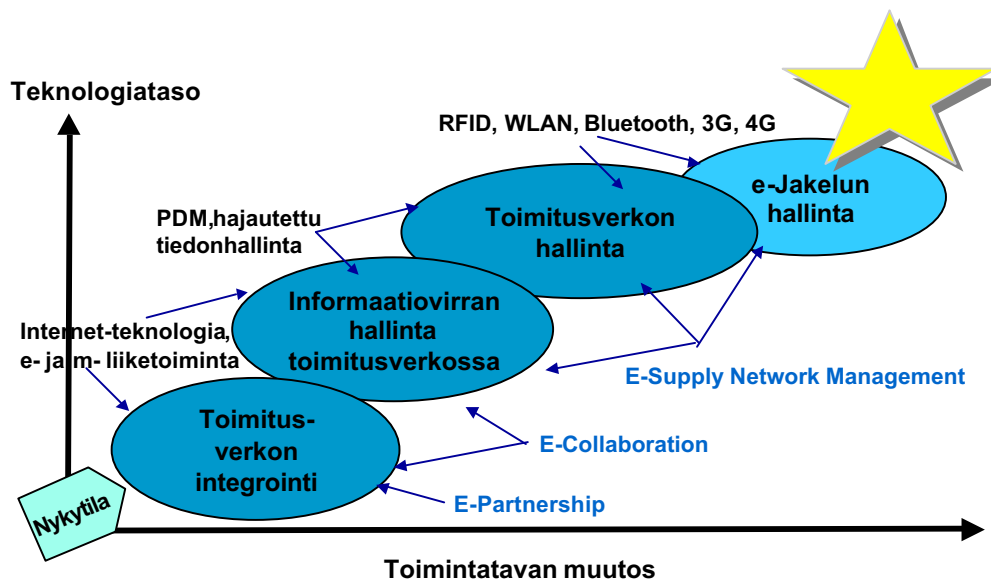 Teknologiataso
RFID, WLAN, Bluetooth, 3G, 4G
e-Jakelun
hallinta
PDM,hajautettu
tiedonhallinta
Toimitusverkon
hallinta
Informaatiovirran
hallinta
toimitusverkossa
Internet-teknologia,
e- ja m- liiketoiminta
E-Supply Network Management
Toimitus-
verkon
integrointi
E-Collaboration
E-Partnership
Nykytila
Toimintatavan muutos